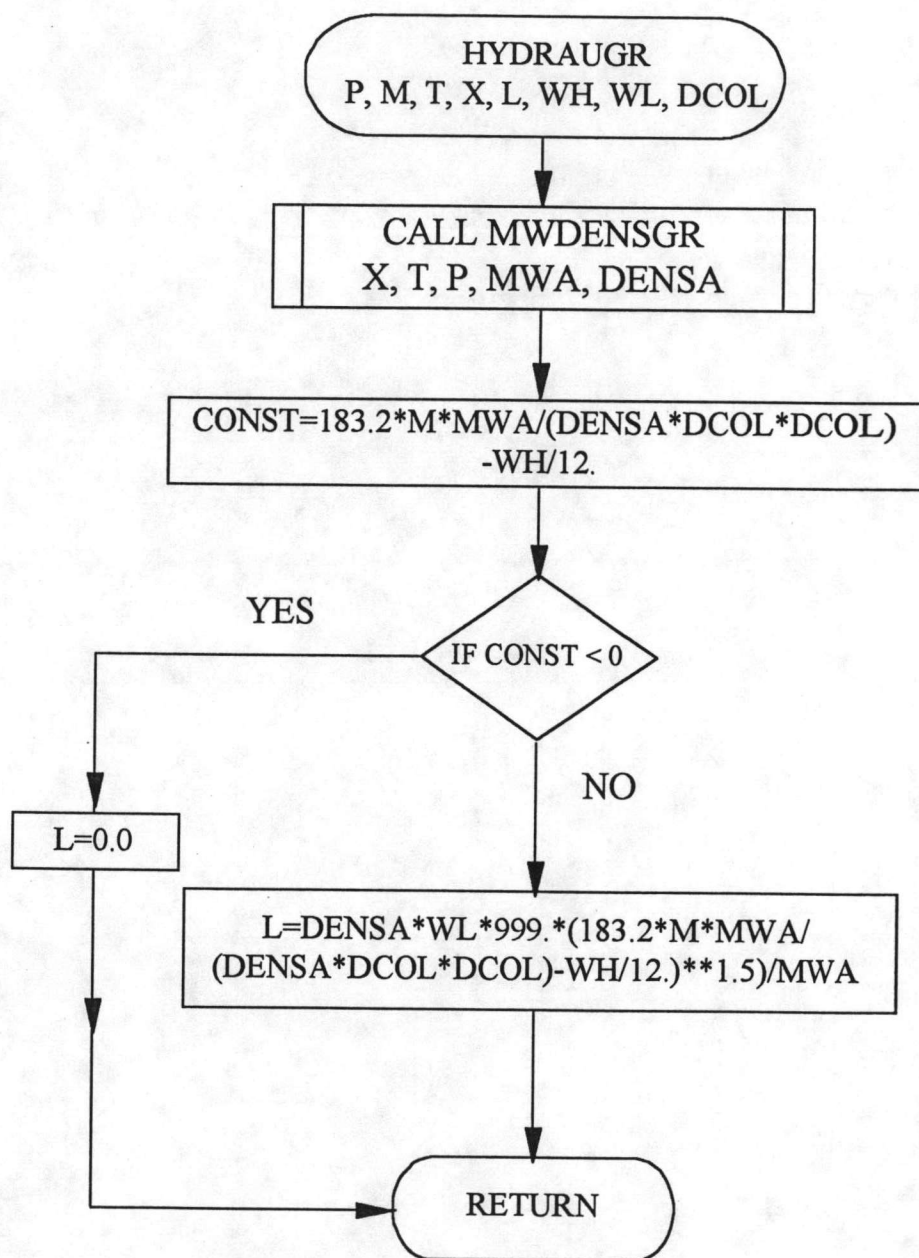 HYDRAUGR
P, M, T, X, L, WH, WL, DCOL
CALL MWDENSGR
X, T, P, MWA, DENSA
CONST=183.2*M*MWA/(DENSA*DCOL*DCOL)
-WH/12.
YES
IF CONST < 0
NO
L=0.0
L=DENSA*WL*999.*(183.2*M*MWA/
(DENSA*DCOL*DCOL)-WH/12.)**1.5)/MWA
RETURN